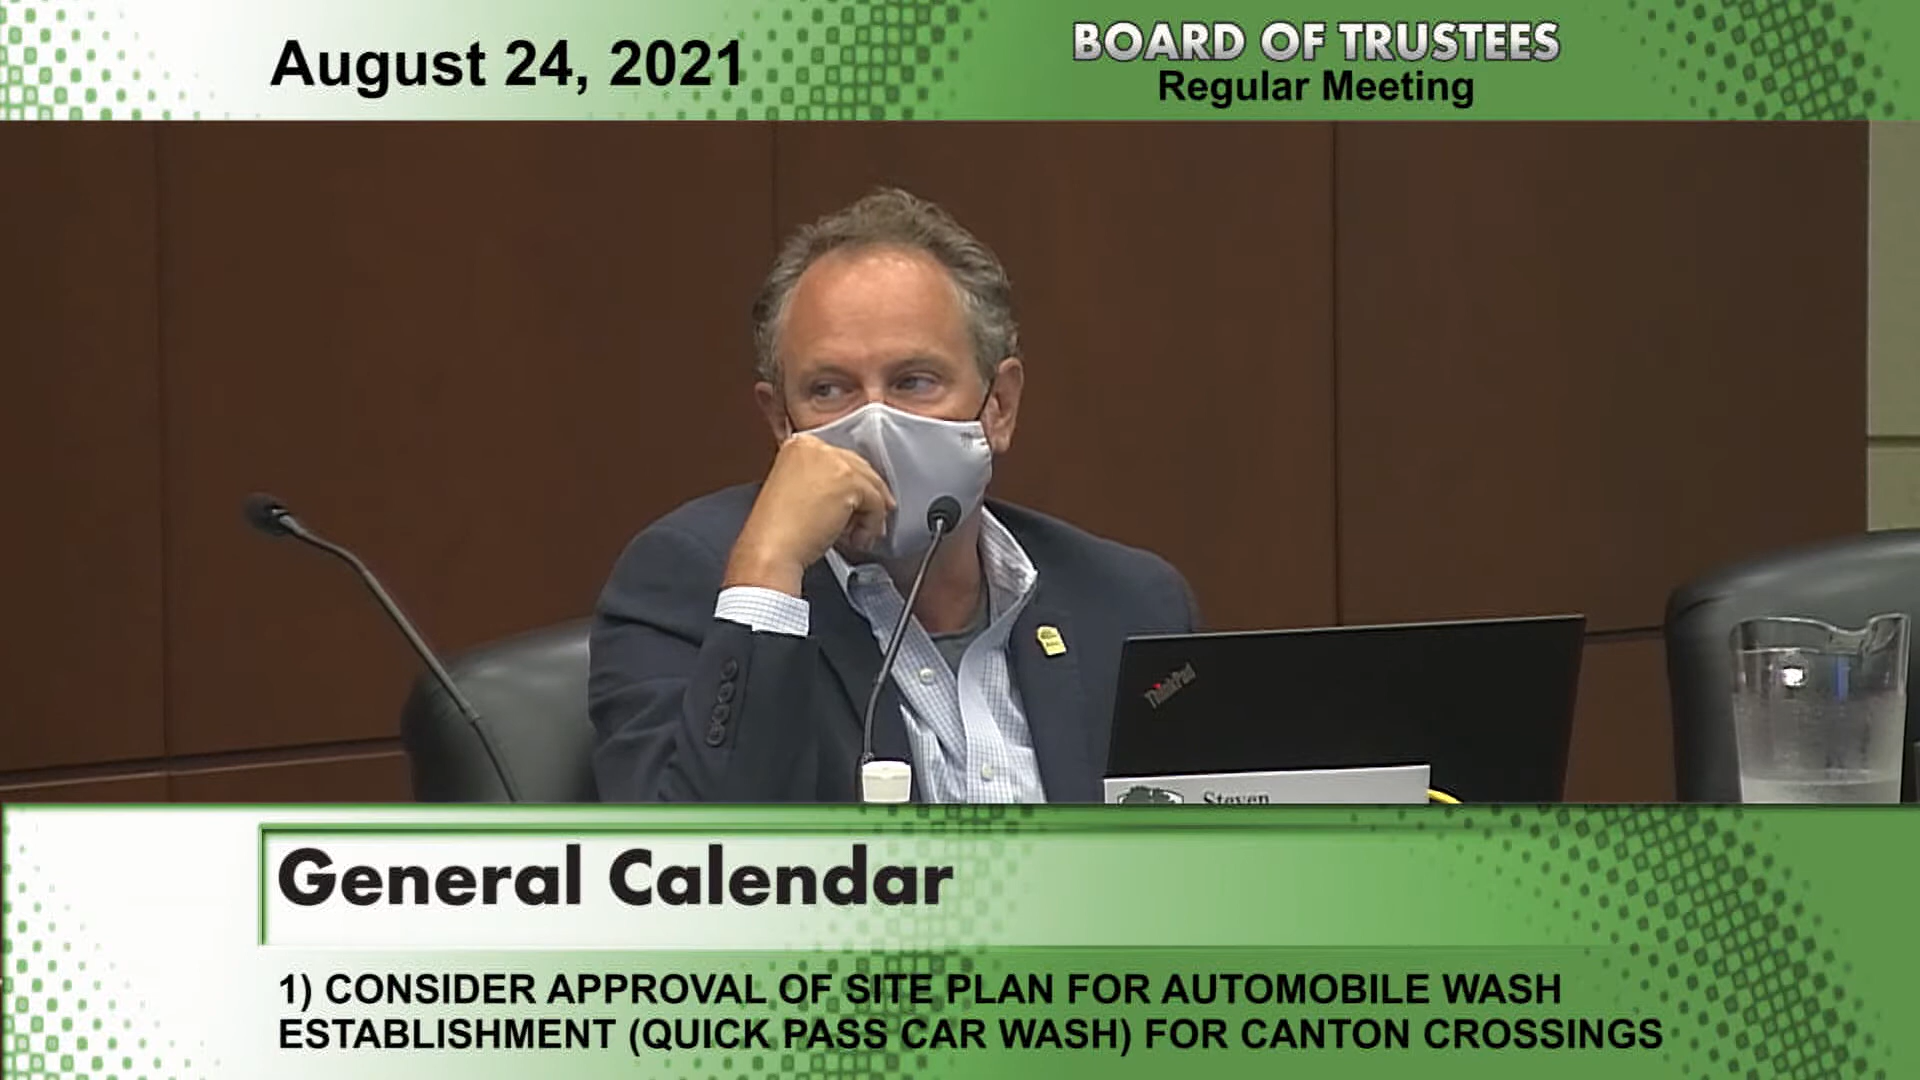 August 24, 2021
BOARD OF TRUSTEES
Regular Meeting
ThinkPad
Steven
General Calendar
1) CONSIDER APPROVAL OF SITE PLAN FOR AUTOMOBILE WASH
ESTABLISHMENT (QUICK PASS CAR WASH) FOR CANTON CROSSINGS